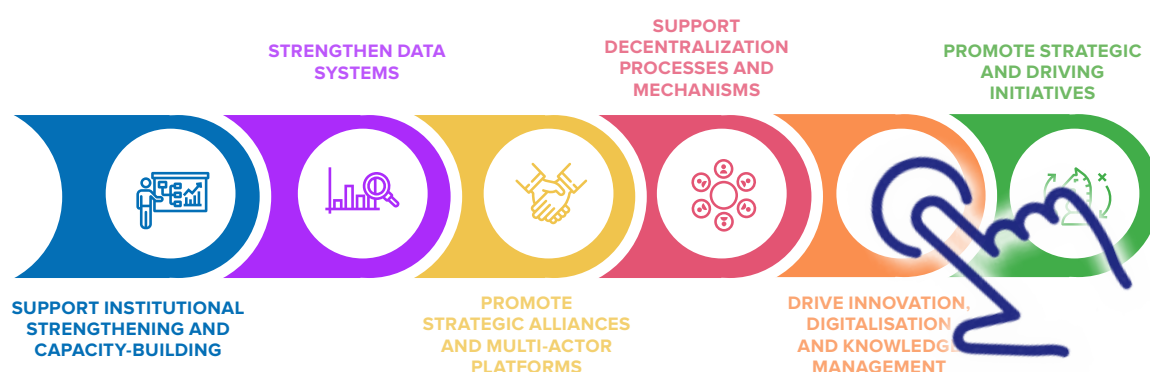 SUPPORT INSTITUTIONAL
STRENGTHENING AND
CAPACITY-BUILDING
STRENGTHEN DATA
SYSTEMS
PROMOTE
STRATEGIC ALLIANCES
AND MULTI-ACTOR
PLATFORMS
SUPPORT
DECENTRALIZATION
PROCESSES AND
MECHANISMS
DRIVE INNOVATION,
DIGITALISATION
AND KNOWLEDGE
MANAGEMENT
PROMOTE STRATEGIC
AND DRIVING
INITIATIVES